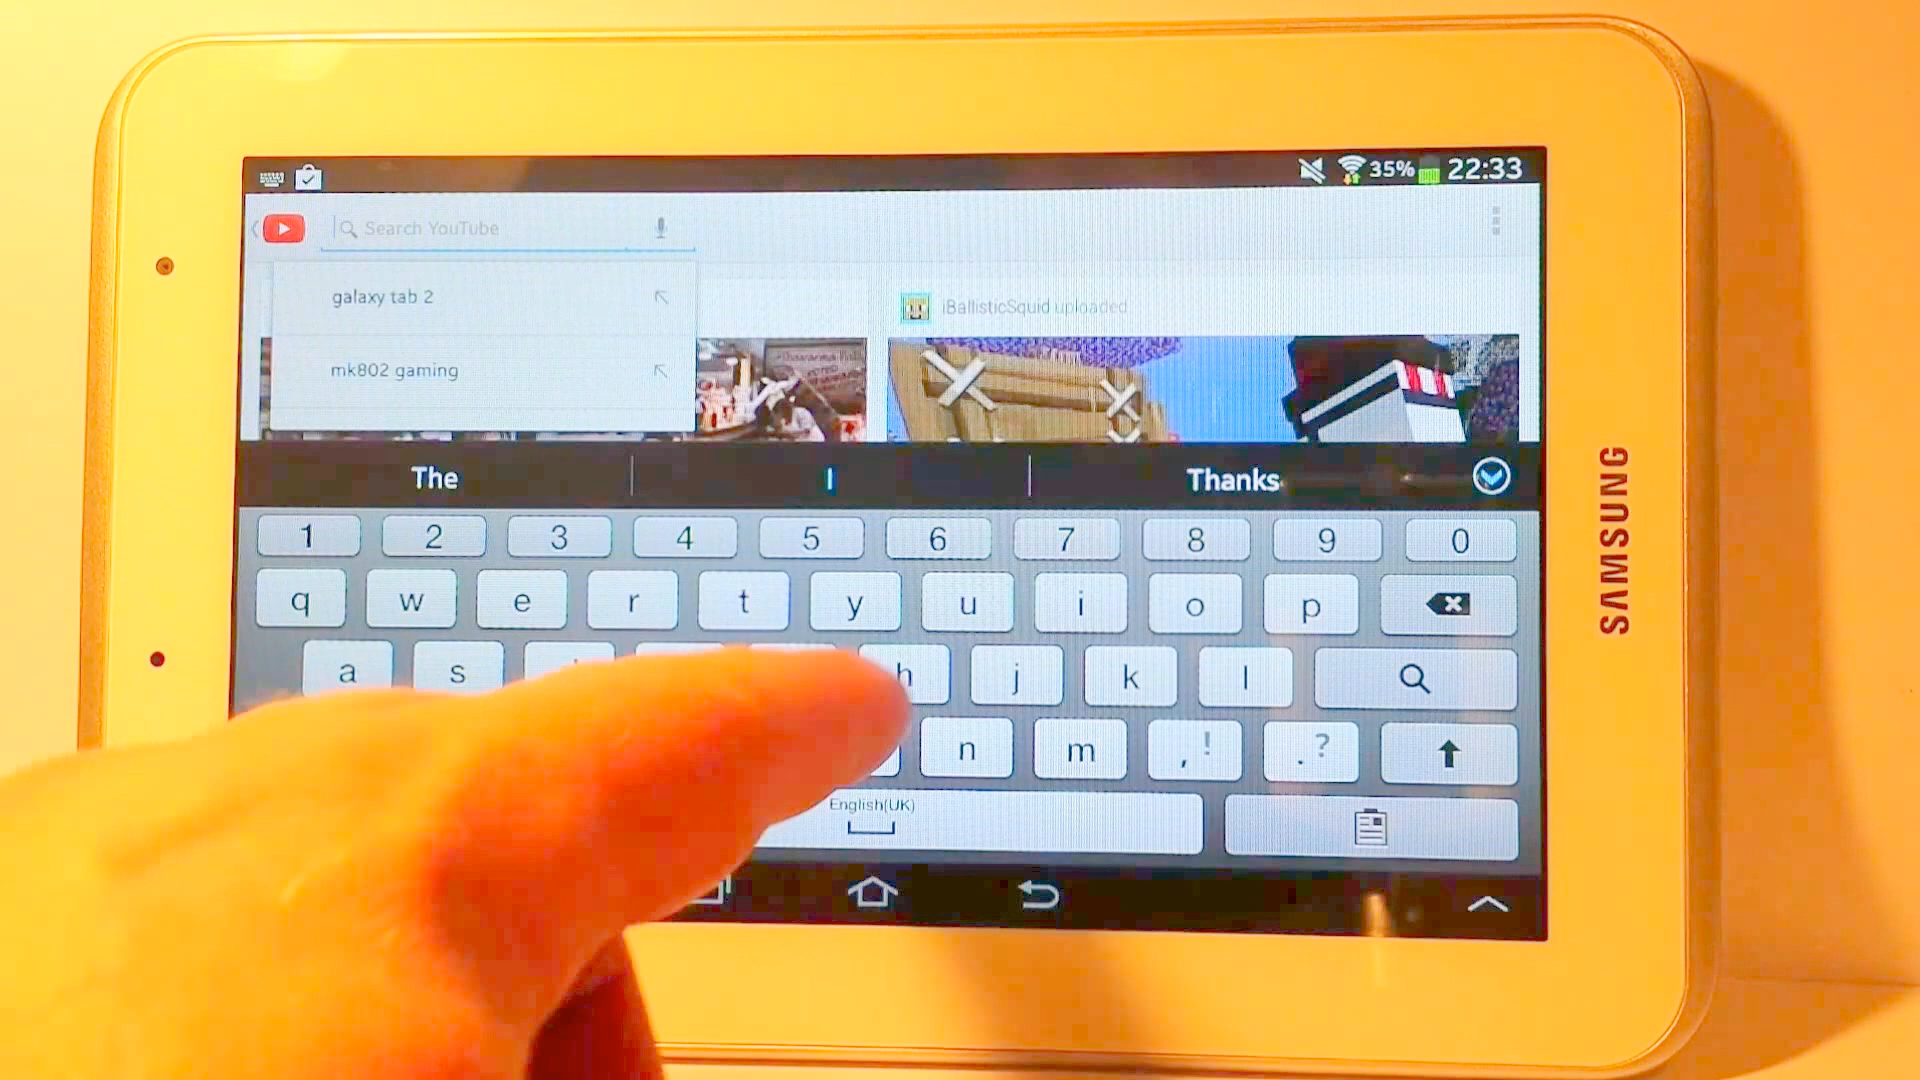 35% 22:33
Search YouTube
galaxy tab 2
mk802 gaming
iBallisticSquid uploaded
The I Thanks
1 2 3 4 5 6 7 8 9 0
q w e r t y u i o p
a s h j k l
n m , ! . ?
English(UK)
SAMSUNG